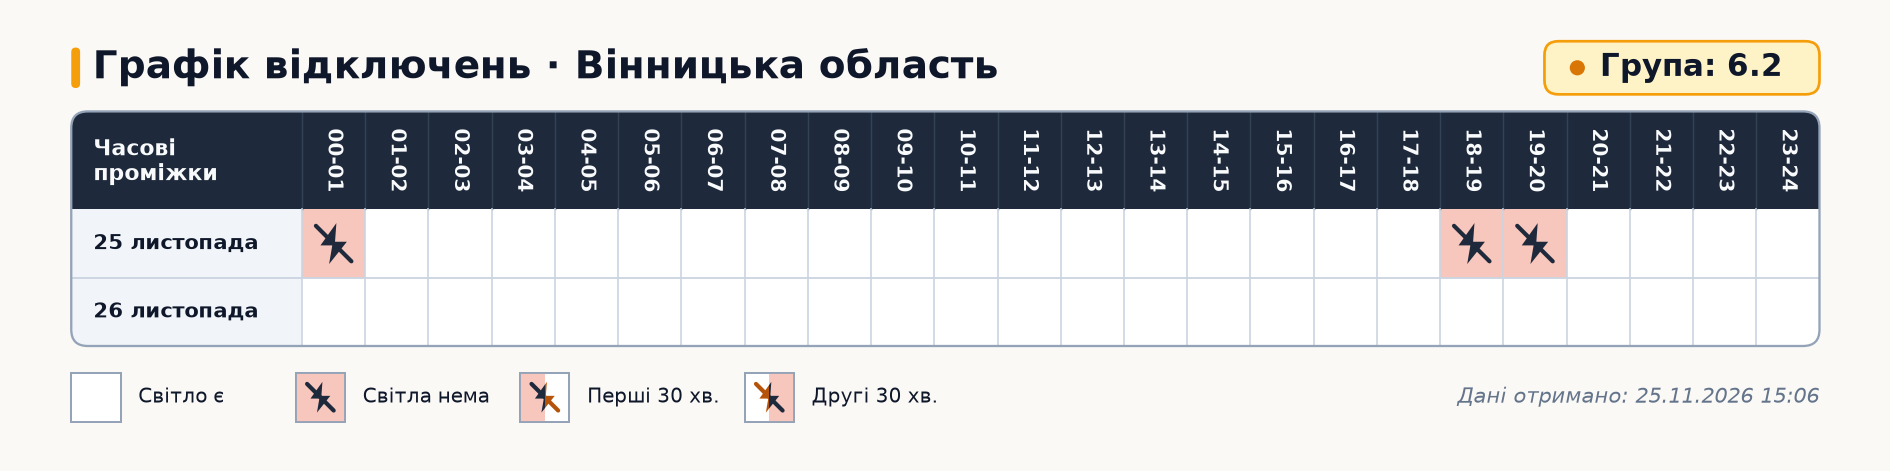 Графік відключень · Вінницька область
Група: 6.2
Часові
проміжки
00-01
01-02
02-03
03-04
04-05
05-06
06-07
07-08
08-09
09-10
10-11
11-12
12-13
13-14
14-15
15-16
16-17
17-18
18-19
19-20
20-21
21-22
22-23
23-24
25 листопада
26 листопада
Світло є
Світла нема
Перші 30 хв.
Другі 30 хв.
Дані отримано: 25.11.2026 15:06